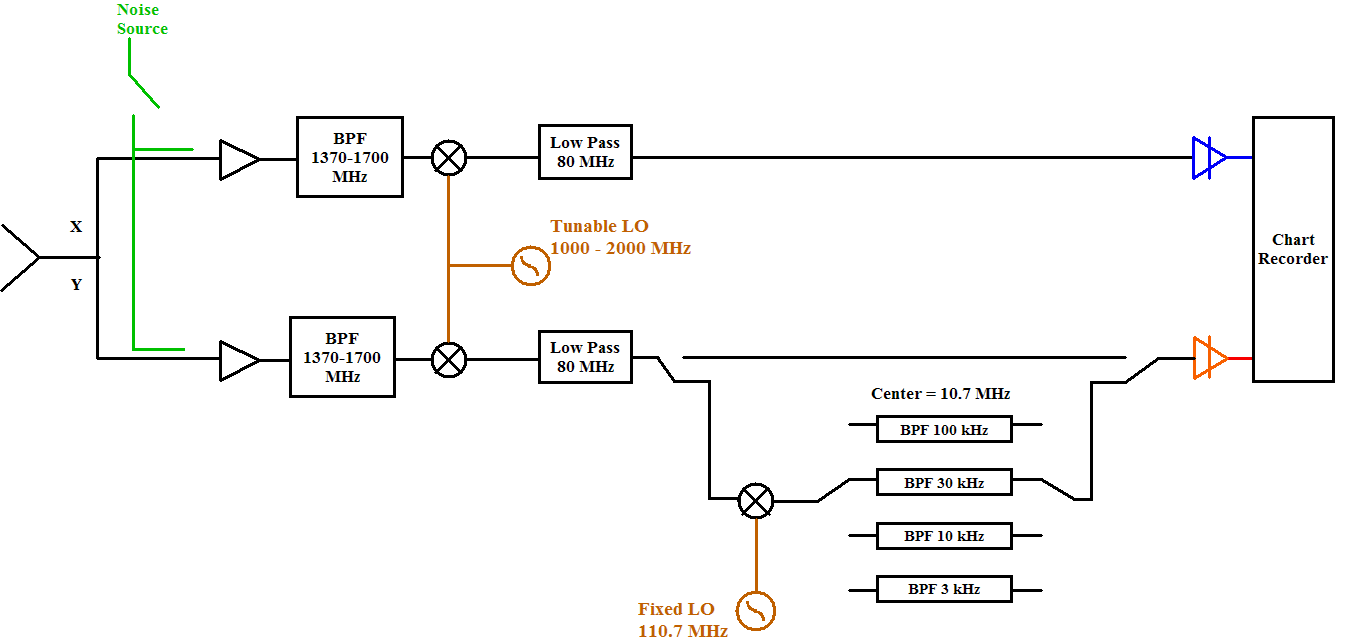 Noise
Source
BPF
1370-1700
MHz
Low Pass
80 MHz
X
Y
Tunable LO
1000 - 2000 MHz
Chart
Recorder
BPF
1370-1700
MHz
Low Pass
80 MHz
Center = 10.7 MHz
BPF 100 kHz
BPF 30 kHz
BPF 10 kHz
BPF 3 kHz
Fixed LO
110.7 MHz